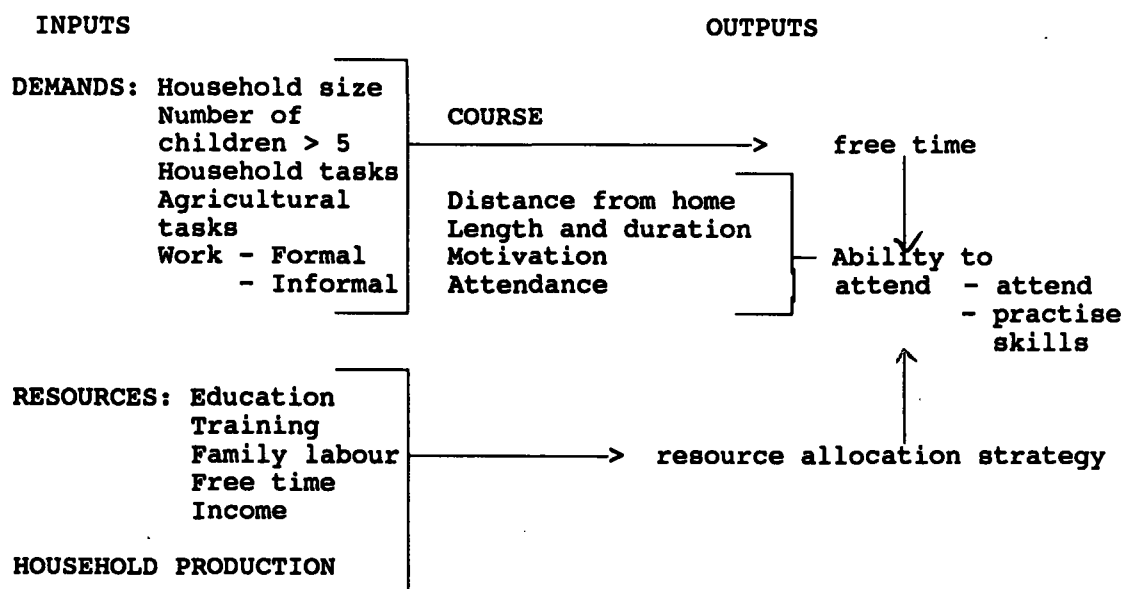 INPUTS
OUTPUTS
DEMANDS: Household size
Number of
children > 5
Household tasks
Agricultural
tasks
Work - Formal
- Informal
COURSE
Distance from home
Length and duration
Motivation
Attendance
free time
Ability to
attend - attend
- practise
skills
RESOURCES: Education
Training
Family labour
Free time
Income
HOUSEHOLD PRODUCTION
resource allocation strategy